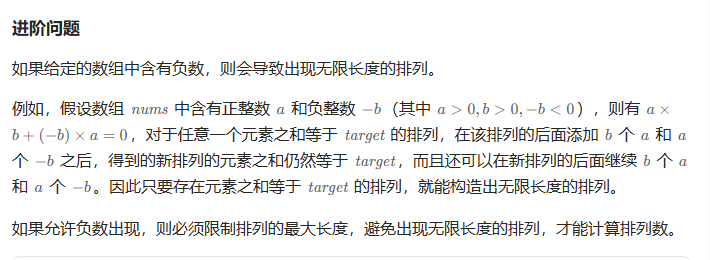 进阶问题
如果给定的数组中含有负数，则会导致出现无限长度的排列。
例如，假设数组 nums 中含有正整数 a 和负整数 −b（其中 a > 0, b > 0, −b < 0），则有 a ×
b + (−b) × a = 0，对于任意一个元素之和等于 target 的排列，在该排列的后面添加 b 个 a 和 a
个 −b 之后，得到的新排列的元素之和仍然等于 target，而且还可以在新排列的后面继续 b 个 a
和 a 个 −b。因此只要存在元素之和等于 target 的排列，就能构造出无限长度的排列。
如果允许负数出现，则必须限制排列的最大长度，避免出现无限长度的排列，才能计算排列数。